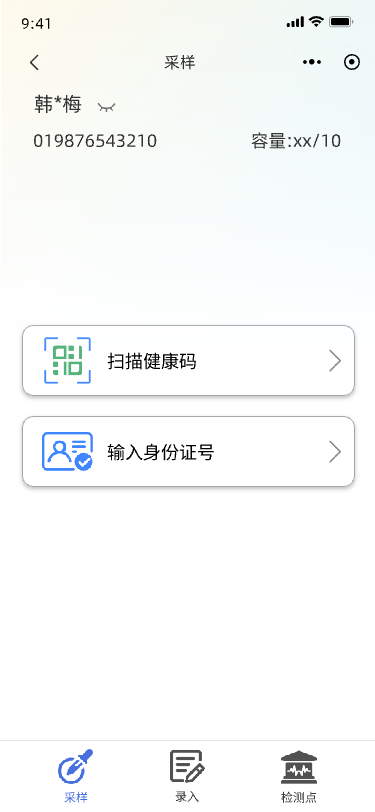 9:41
采样
韩*梅
019876543210
容量:xx/10
扫描健康码
输入身份证号
采样
录入
检测点